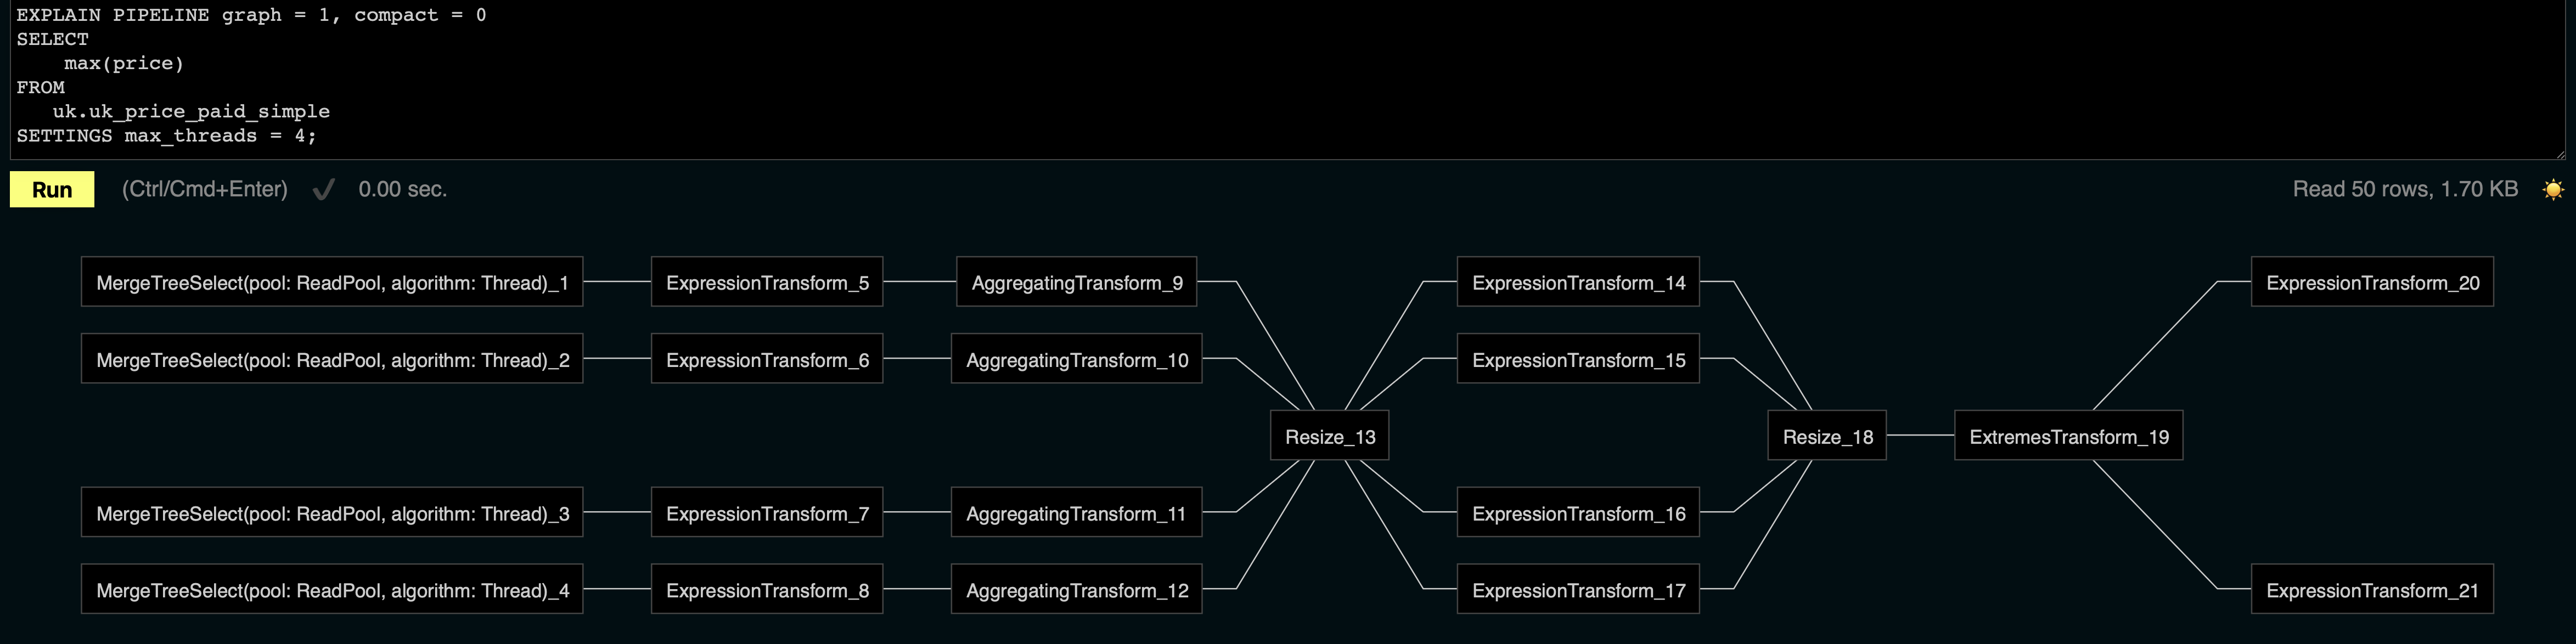 EXPLAIN PIPELINE graph = 1, compact = 0
SELECT
    max(price)
FROM
   uk.uk_price_paid_simple
SETTINGS max_threads = 4;
Run (Ctrl/Cmd+Enter) ✔ 0.00 sec. Read 50 rows, 1.70 KB
MergeTreeSelect(pool: ReadPool, algorithm: Thread)_1 ExpressionTransform_5 AggregatingTransform_9 ExpressionTransform_14 ExpressionTransform_20
MergeTreeSelect(pool: ReadPool, algorithm: Thread)_2 ExpressionTransform_6 AggregatingTransform_10 ExpressionTransform_15
Resize_13 Resize_18 ExtremesTransform_19
MergeTreeSelect(pool: ReadPool, algorithm: Thread)_3 ExpressionTransform_7 AggregatingTransform_11 ExpressionTransform_16
MergeTreeSelect(pool: ReadPool, algorithm: Thread)_4 ExpressionTransform_8 AggregatingTransform_12 ExpressionTransform_17 ExpressionTransform_21